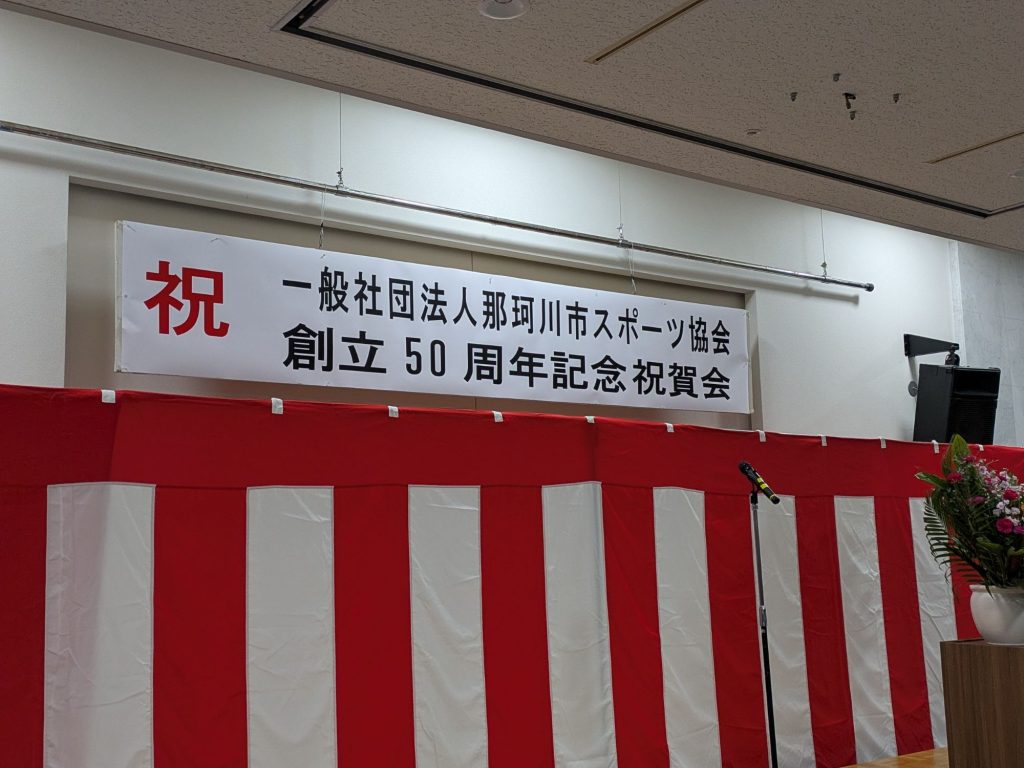 祝
一般社団法人那珂川市スポーツ協会
創立50周年記念祝賀会